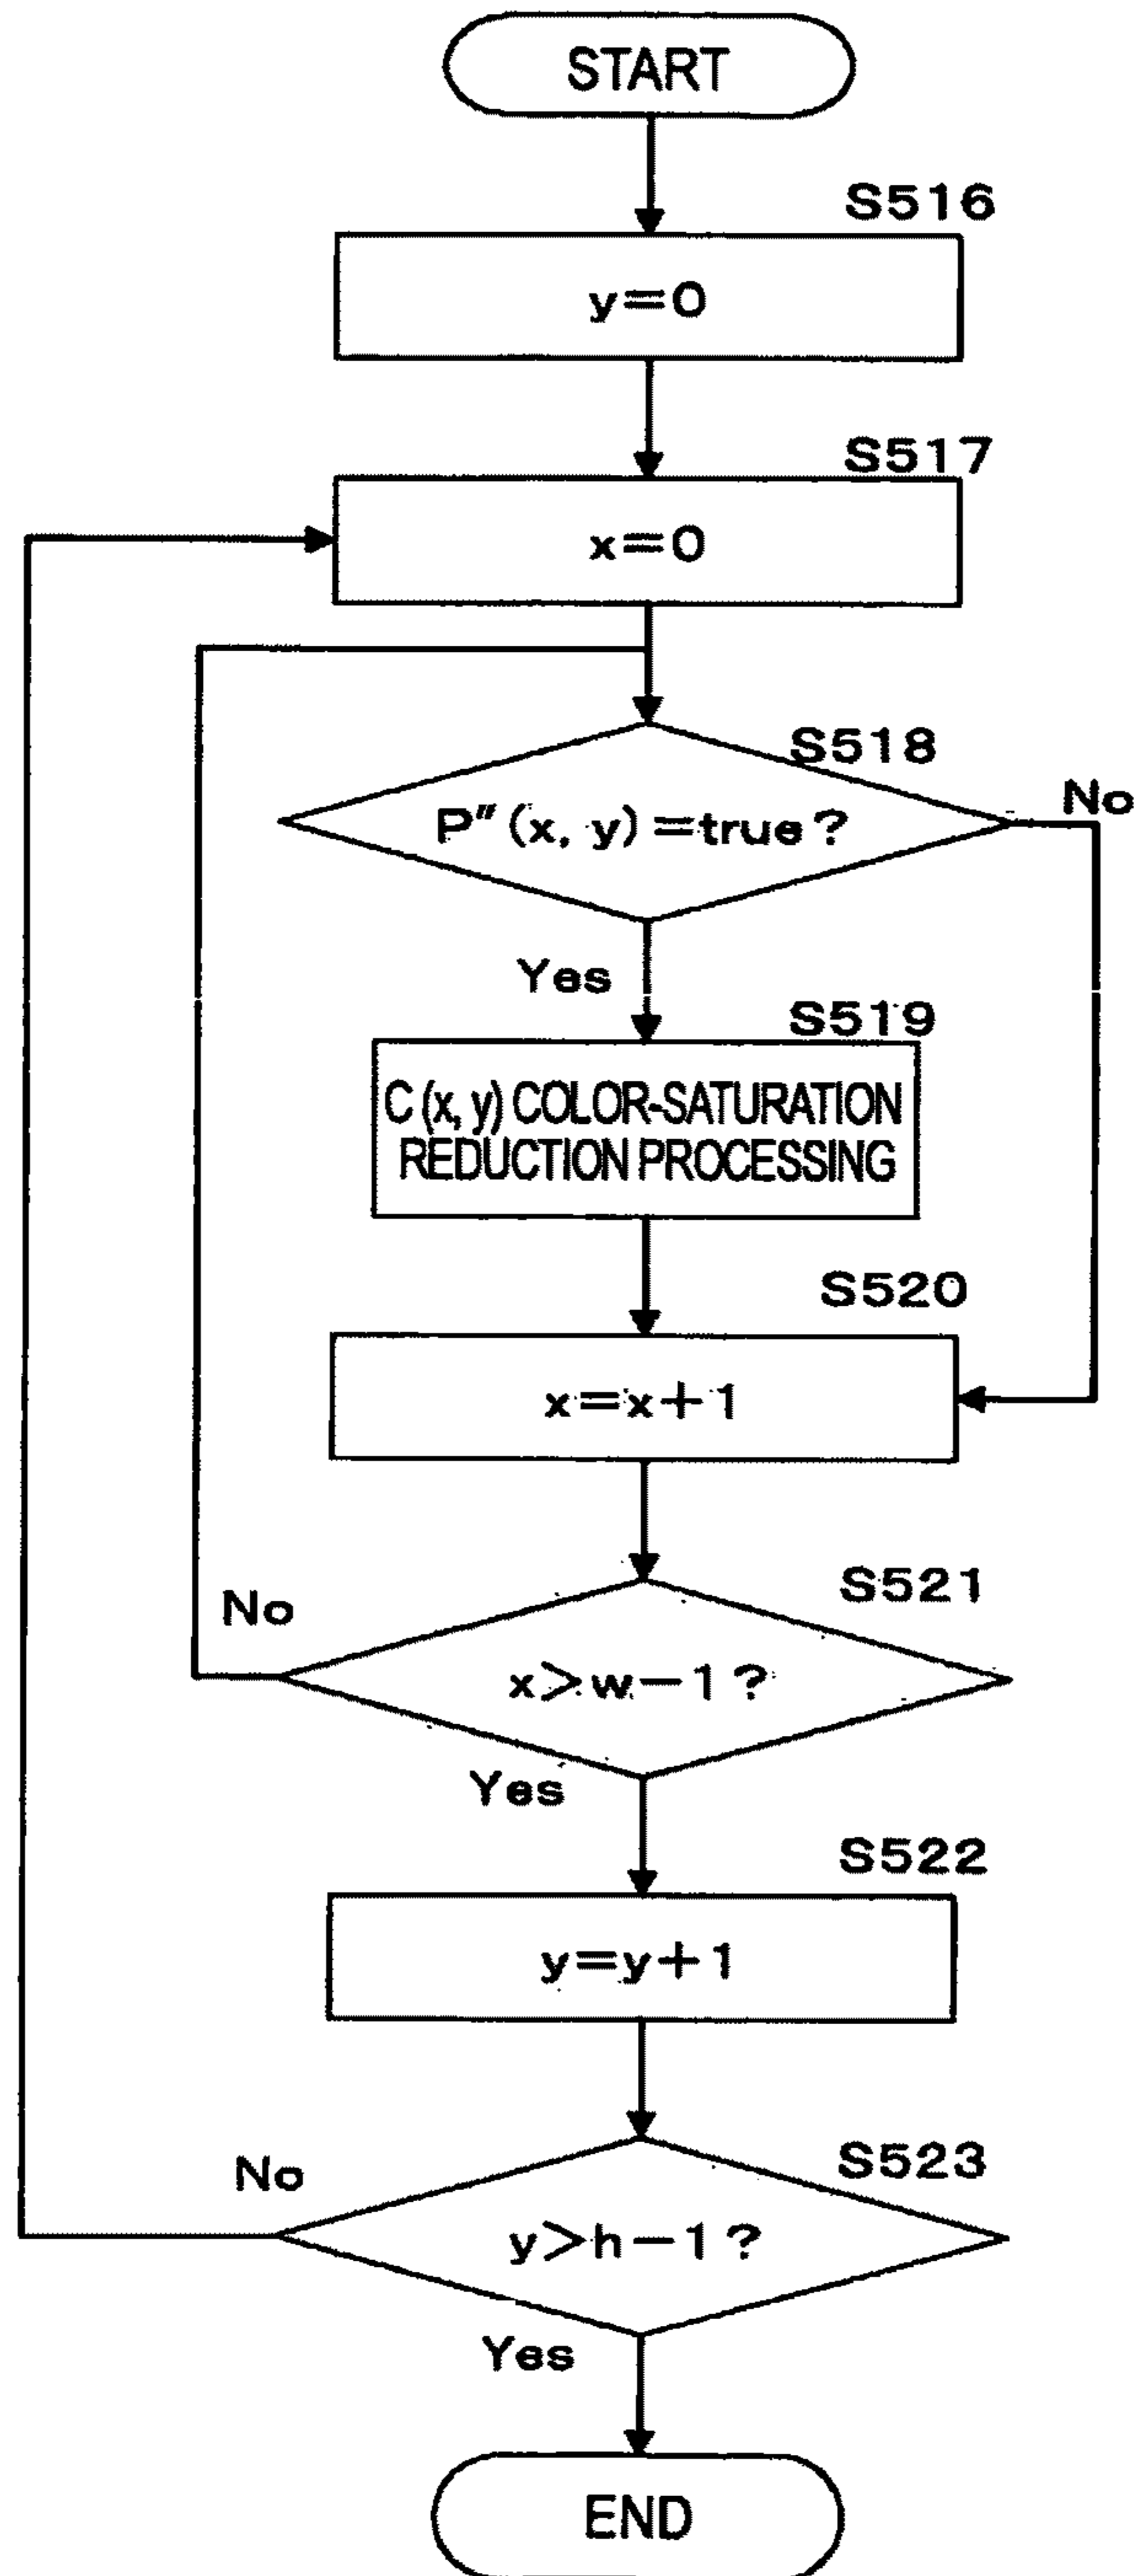 START
S516
y=0
S517
x=0
S518
P″(x, y)=true?
No
Yes
S519
C (x, y) COLOR-SATURATION
REDUCTION PROCESSING
S520
x=x+1
S521
No
x>w-1?
Yes
S522
y=y+1
S523
No
y>h-1?
Yes
END